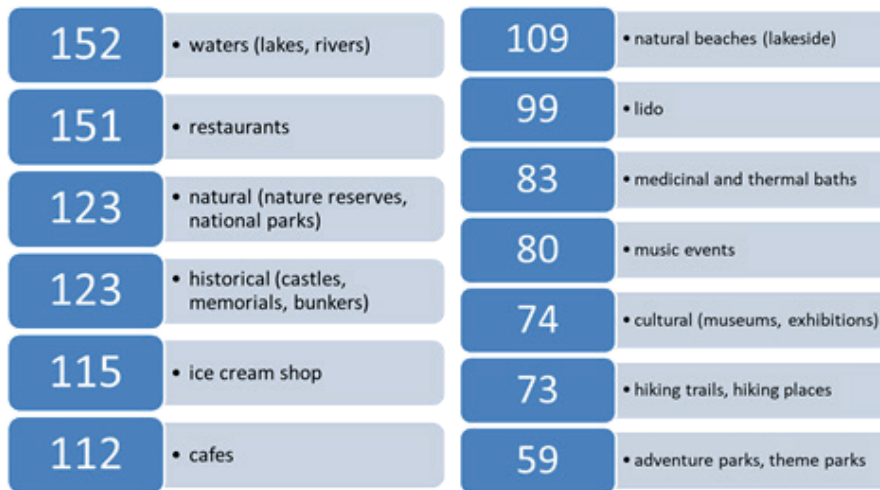 152
• waters (lakes, rivers)
151
• restaurants
123
• natural (nature reserves,
national parks)
123
• historical (castles,
memorials, bunkers)
115
• ice cream shop
112
• cafes
109
• natural beaches (lakeside)
99
• lido
83
• medicinal and thermal baths
80
• music events
74
• cultural (museums, exhibitions)
73
• hiking trails, hiking places
59
• adventure parks, theme parks